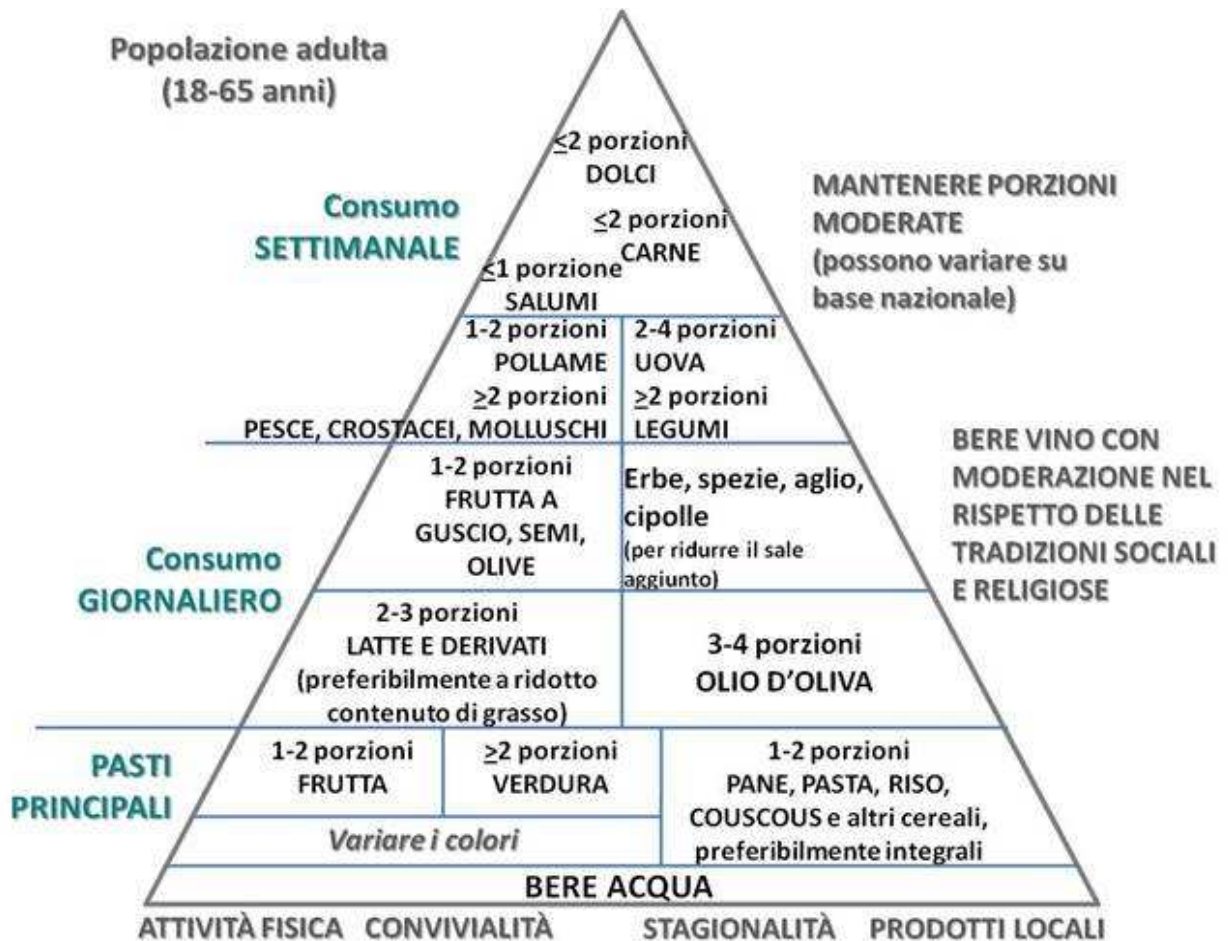 Popolazione adulta
(18-65 anni)
≤2 porzioni
DOLCI
Consumo
SETTIMANALE
≤2 porzioni
CARNE
≤1 porzione
SALUMI
MANTENERE PORZIONI
MODERATE
(possono variare su
base nazionale)
1-2 porzioni
POLLAME
≥2 porzioni
PESCE, CROSTACEI, MOLLUSCHI
2-4 porzioni
UOVA
≥2 porzioni
LEGUMI
BERE VINO CON
MODERAZIONE NEL
RISPETTO DELLE
TRADIZIONI SOCIALI
E RELIGIOSE
Consumo
GIORNALIERO
1-2 porzioni
FRUTTA A
GUSCIO, SEMI,
OLIVE
Erbe, spezie, aglio,
cipolle
(per ridurre il sale
aggiunto)
2-3 porzioni
LATTE E DERIVATI
(preferibilmente a ridotto
contenuto di grasso)
3-4 porzioni
OLIO D'OLIVA
PASTI
PRINCIPALI
1-2 porzioni
FRUTTA
≥2 porzioni
VERDURA
Variare i colori
1-2 porzioni
PANE, PASTA, RISO,
COUSCOUS e altri cereali,
preferibilmente integrali
BERE ACQUA
ATTIVITÀ FISICA CONVIVIALITÀ STAGIONALITÀ PRODOTTI LOCALI